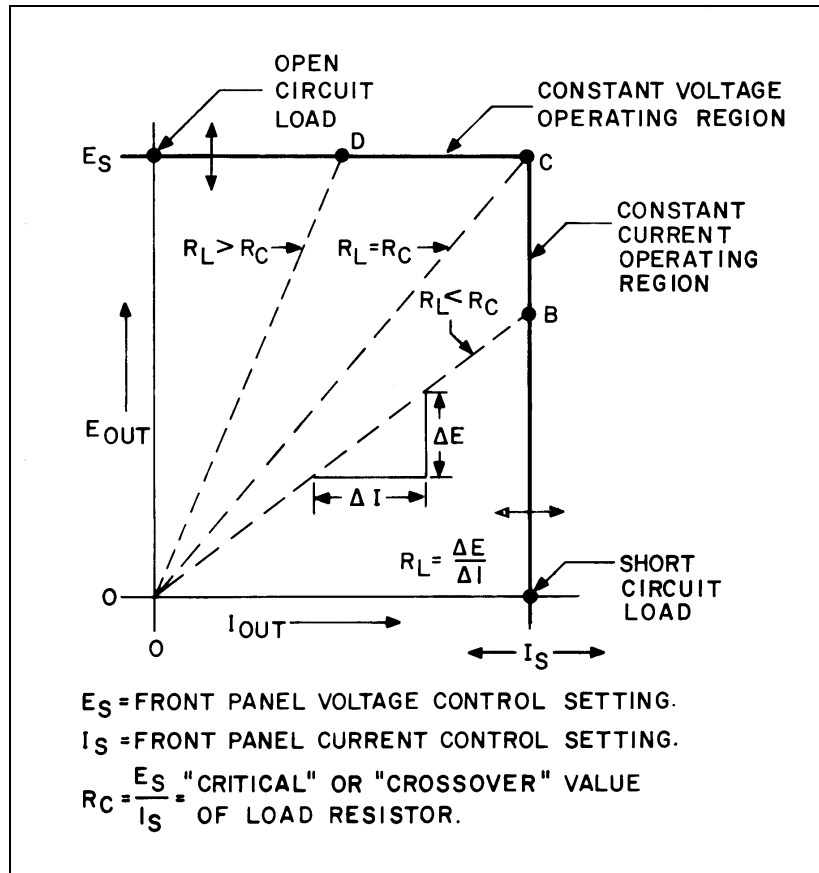 OPEN
CIRCUIT
LOAD
CONSTANT VOLTAGE
OPERATING REGION
E_S
D
C
CONSTANT
CURRENT
OPERATING
REGION
R_L > R_C
R_L = R_C
R_L < R_C
B
E_OUT
ΔE
ΔI
R_L = ΔE/ΔI
SHORT
CIRCUIT
LOAD
O
O
I_OUT
I_S
E_S = FRONT PANEL VOLTAGE CONTROL SETTING.
I_S = FRONT PANEL CURRENT CONTROL SETTING.
R_C = E_S/I_S = "CRITICAL" OR "CROSSOVER" VALUE
OF LOAD RESISTOR.